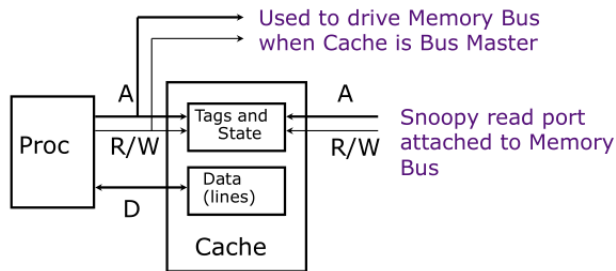 Used to drive Memory Bus
when Cache is Bus Master
A
A
Tags and
State
Proc
R/W
R/W
Snoopy read port
attached to Memory
Bus
Data
(lines)
D
Cache